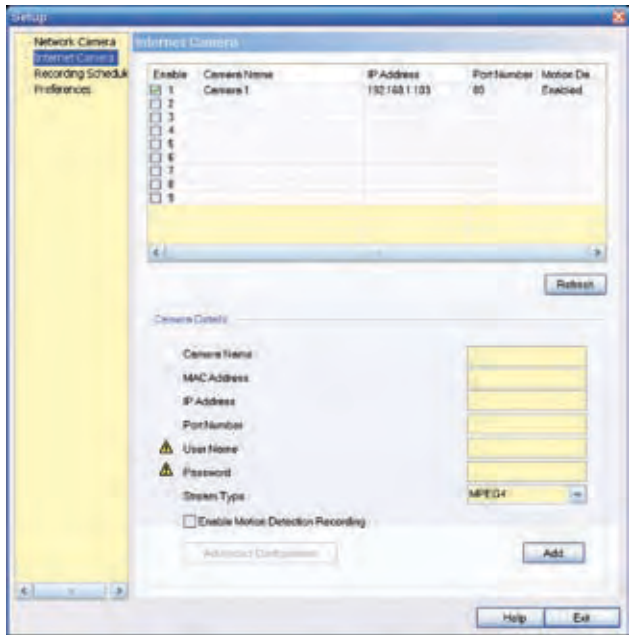 Setup
Network Camera
Internet Camera
Recording Schedul
Preferences
Internet Camera
Enable Camera Name IP Address Port Number Motion De
1 Camera 1 192.168.1.103 80 Enabled
2
3
4
5
6
7
8
9
Refresh
Camera Details
Camera Name
MAC Address
IP Address
Port Number
User Name
Password
Stream Type MPEG4
Enable Motion Detection Recording
Advanced Configuration Add
Help Exit